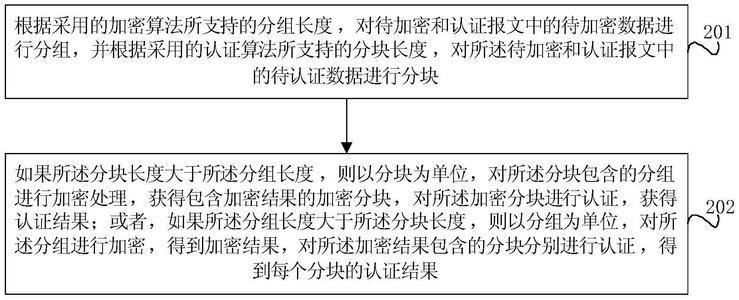 根据采用的加密算法所支持的分组长度，对待加密和认证报文中的待加密数据进
行分组，并根据采用的认证算法所支持的分块长度，对所述待加密和认证报文中
的待认证数据进行分块
201
如果所述分块长度大于所述分组长度，则以分块为单位，对所述分块包含的分组
进行加密处理，获得包含加密结果的加密分块，对所述加密分块进行认证，获得
认证结果；或者，如果所述分组长度大于所述分块长度，则以分组为单位，对所
述分组进行加密，得到加密结果，对所述加密结果包含的分块分别进行认证，得
到每个分块的认证结果
202